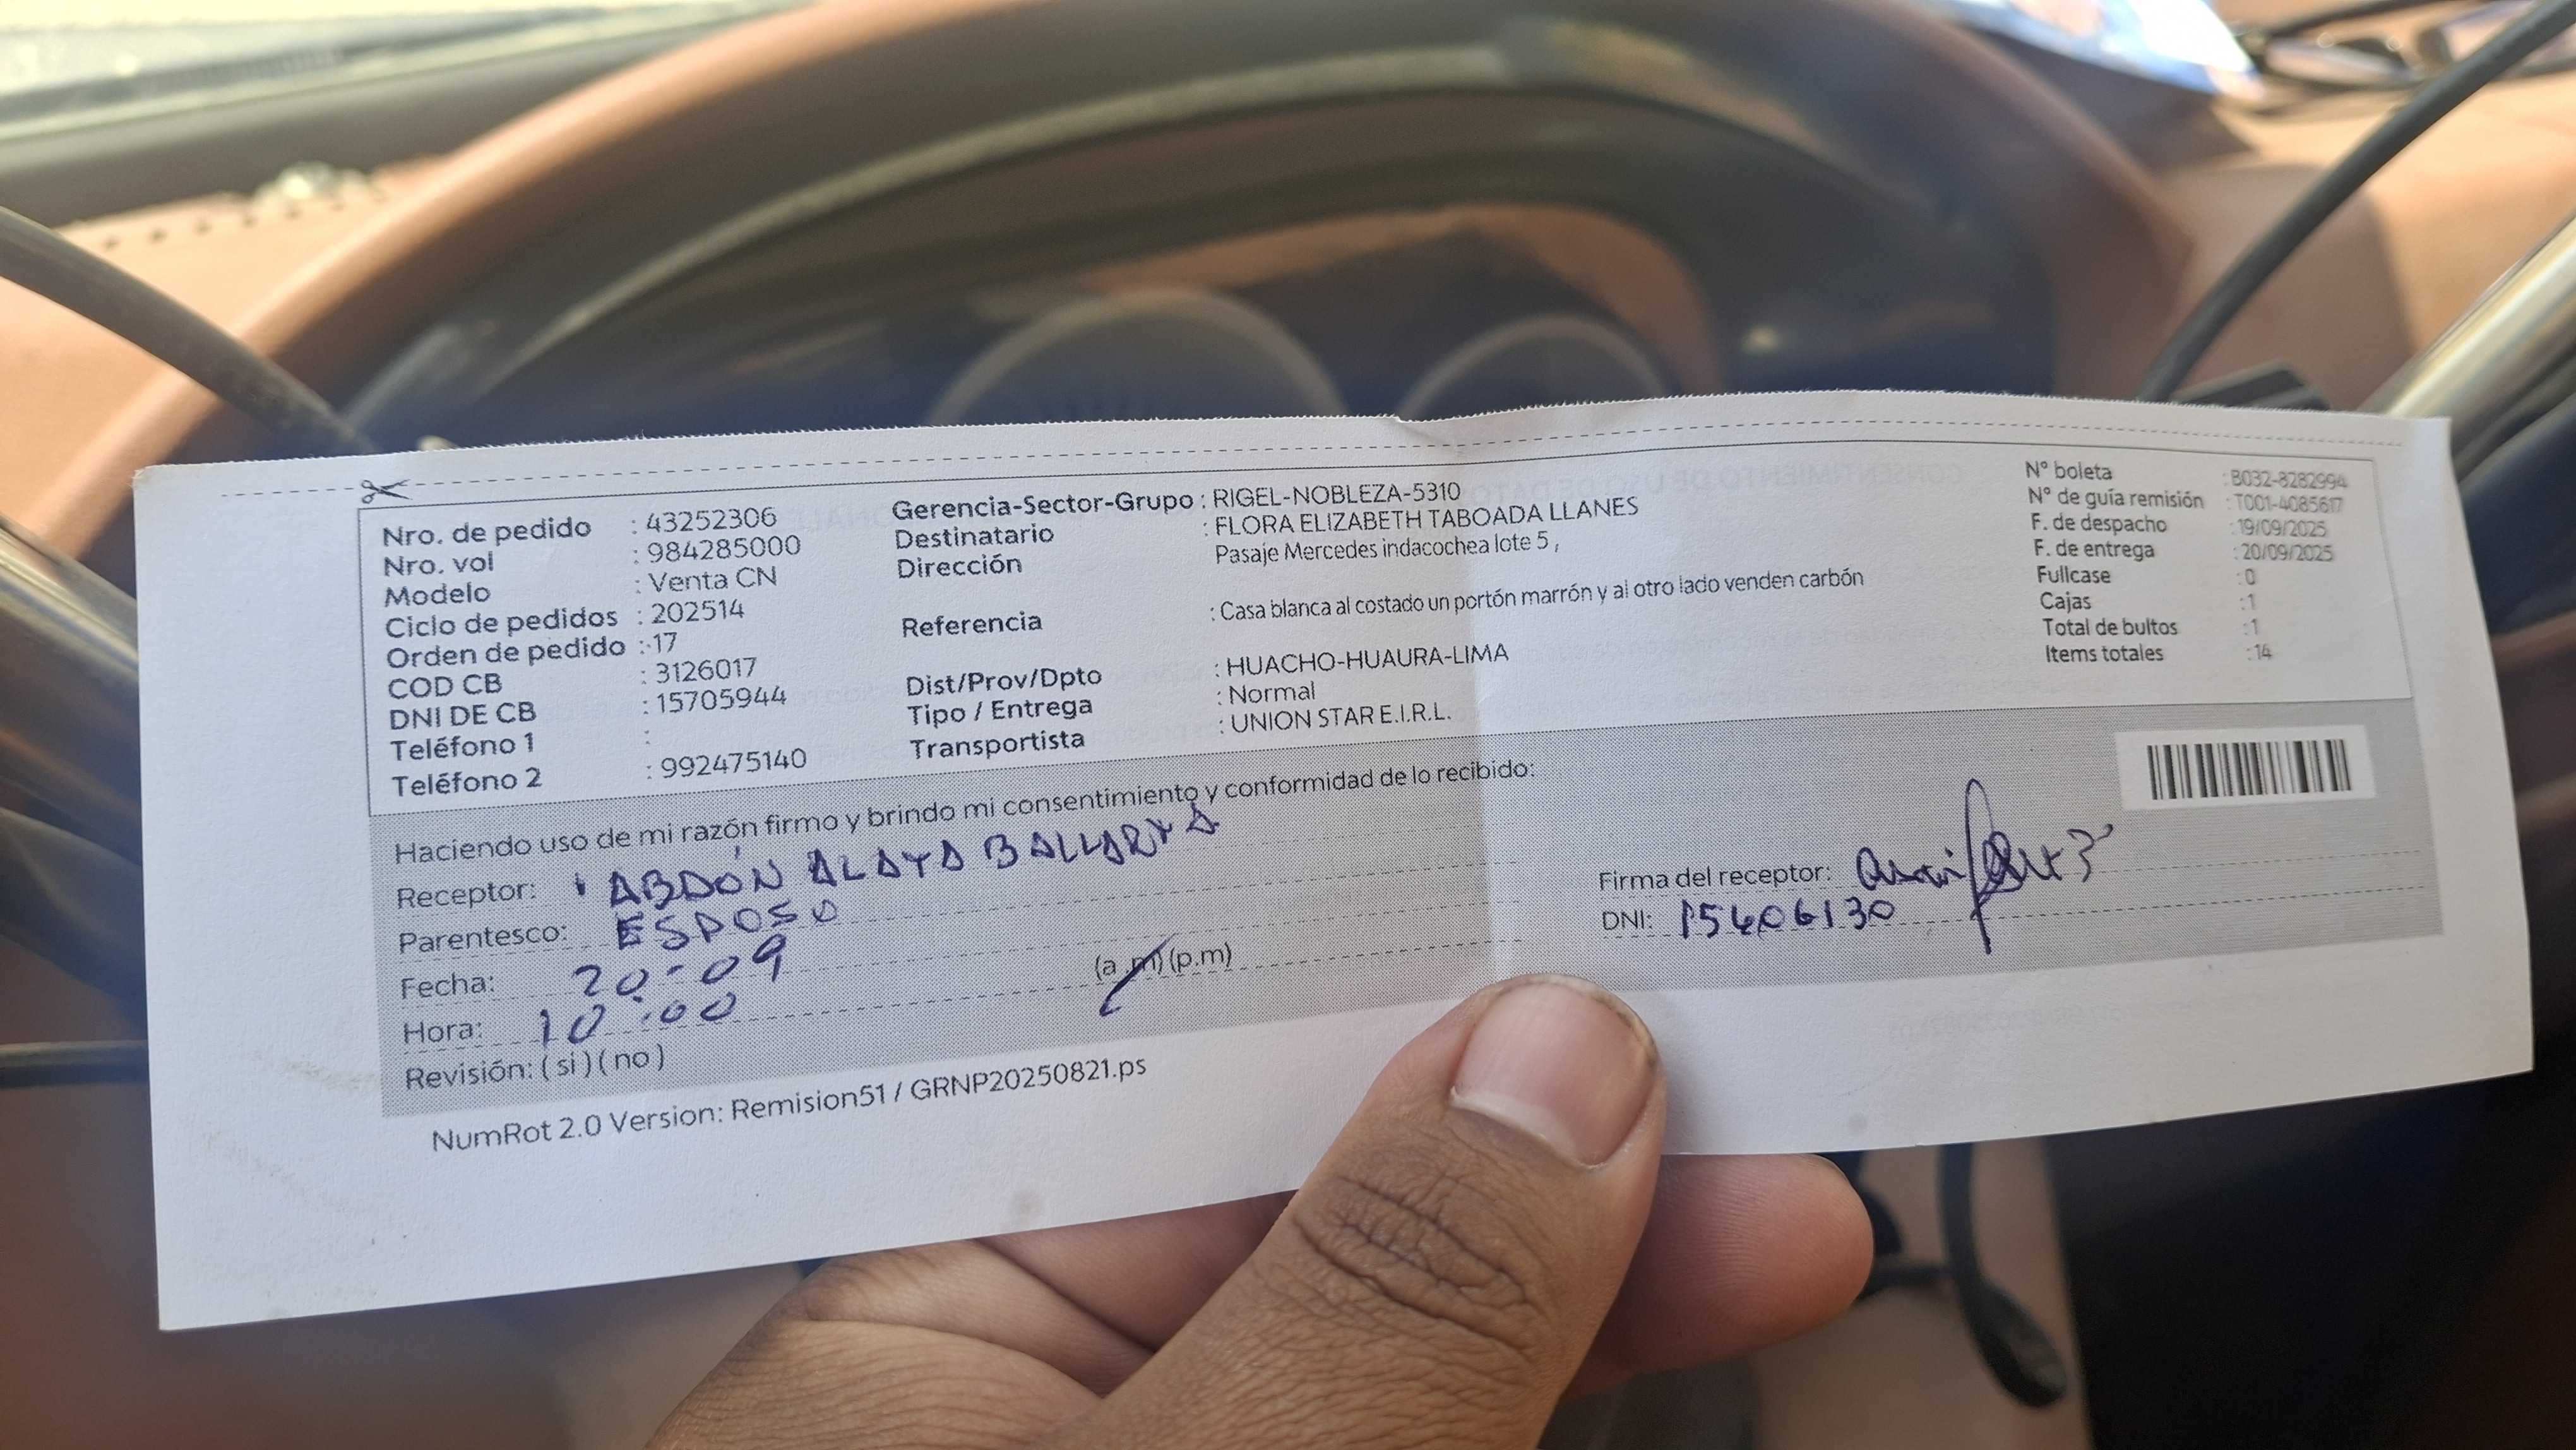 Nro. de pedido : 43252306
Nro. vol : 984285000
Modelo : Venta CN
Ciclo de pedidos : 202514
Orden de pedido : 17
COD CB : 3126017
DNI DE CB : 15705944
Teléfono 1 :
Teléfono 2 : 992475140
Gerencia-Sector-Grupo : RIGEL-NOBLEZA-5310
Destinatario : FLORA ELIZABETH TABOADA LLANES
Dirección Pasaje Mercedes indacochea lote 5 ,
Referencia : Casa blanca al costado un portón marrón y al otro lado venden carbón
Dist/Prov/Dpto : HUACHO-HUAURA-LIMA
Tipo / Entrega : Normal
Transportista : UNION STAR E.I.R.L.
N° boleta : B032-8282994
N° de guía remisión : T001-4085617
F. de despacho : 19/09/2025
F. de entrega : 20/09/2025
Fullcase : 0
Cajas : 1
Total de bultos : 1
Items totales : 14
Haciendo uso de mi razón firmo y brindo mi consentimiento y conformidad de lo recibido:
Receptor: ABDÓN ALAYA
Parentesco: ESPOSO
Fecha: 20-09
Hora: 10:00 (a.m) (p.m)
Revisión: ( si ) ( no )
Firma del receptor:
DNI: 15606130
NumRot 2.0 Version: Remision51 / GRNP20250821.ps